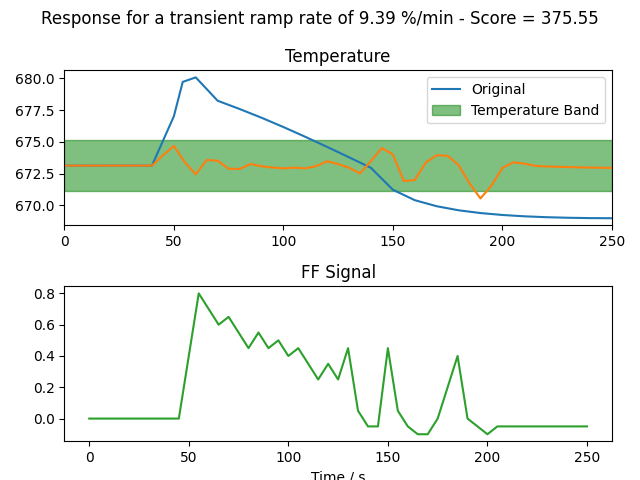 Response for a transient ramp rate of 9.39 %/min - Score = 375.55
Temperature
680.0
677.5
675.0
672.5
670.0
Original
Temperature Band
0 50 100 150 200 250
FF Signal
0.8
0.6
0.4
0.2
0.0
0 50 100 150 200 250
Time / s